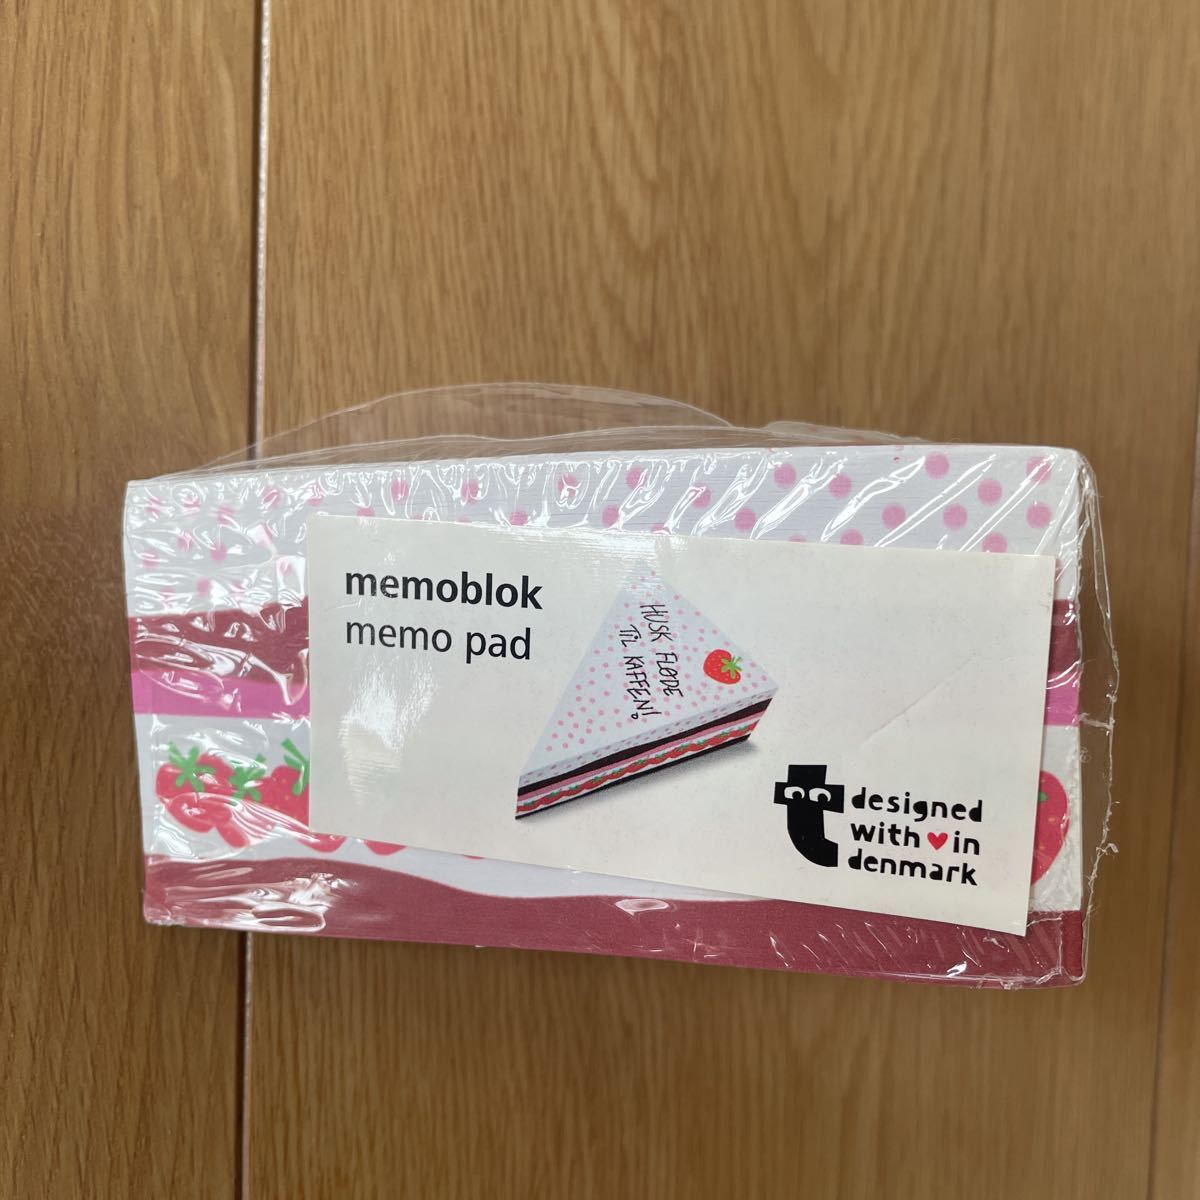 memoblok
memo pad
HUSK FLØDE
TIL KAFFEN!
designed
with♥in
denmark